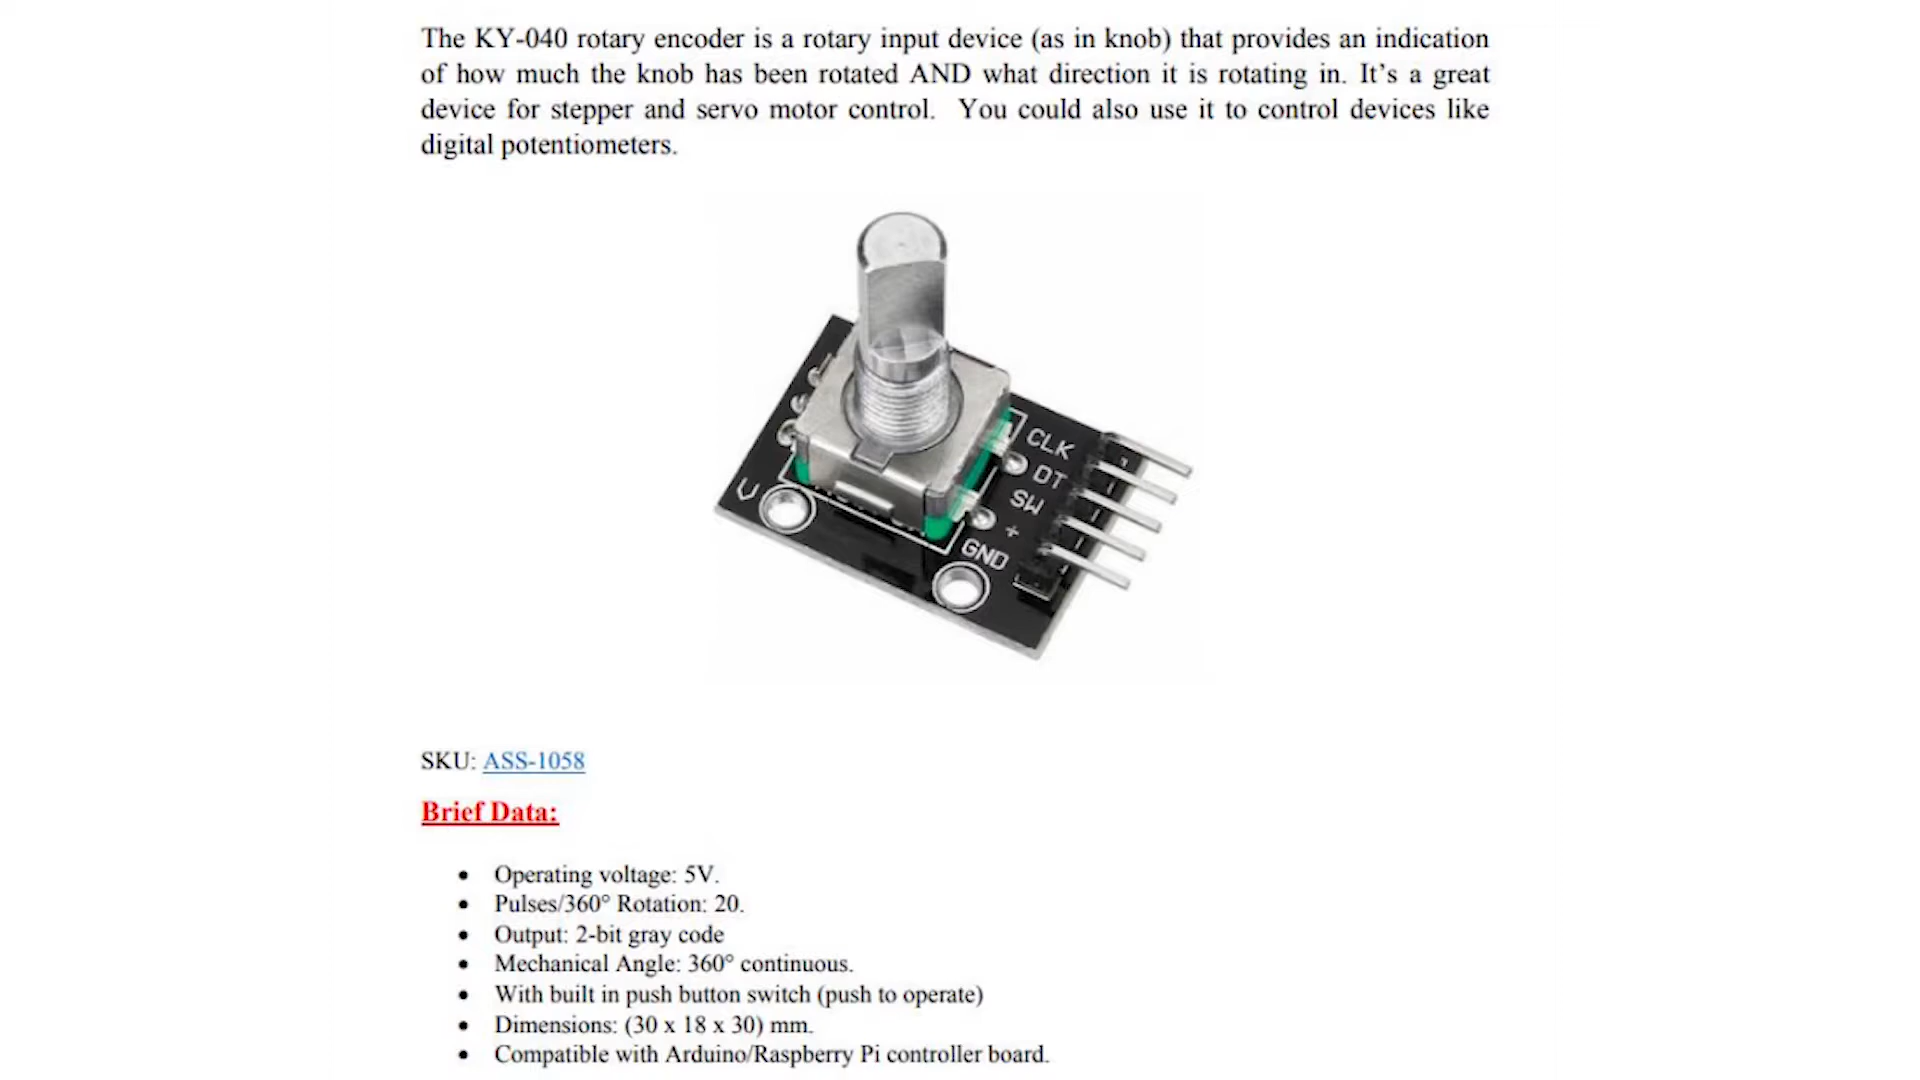 The KY-040 rotary encoder is a rotary input device (as in knob) that provides an indication
of how much the knob has been rotated AND what direction it is rotating in. It’s a great
device for stepper and servo motor control. You could also use it to control devices like
digital potentiometers.
CLK
DT
SW
+
GND
SKU: ASS-1058
Brief Data:
• Operating voltage: 5V.
• Pulses/360° Rotation: 20.
• Output: 2-bit gray code
• Mechanical Angle: 360° continuous.
• With built in push button switch (push to operate)
• Dimensions: (30 x 18 x 30) mm.
• Compatible with Arduino/Raspberry Pi controller board.